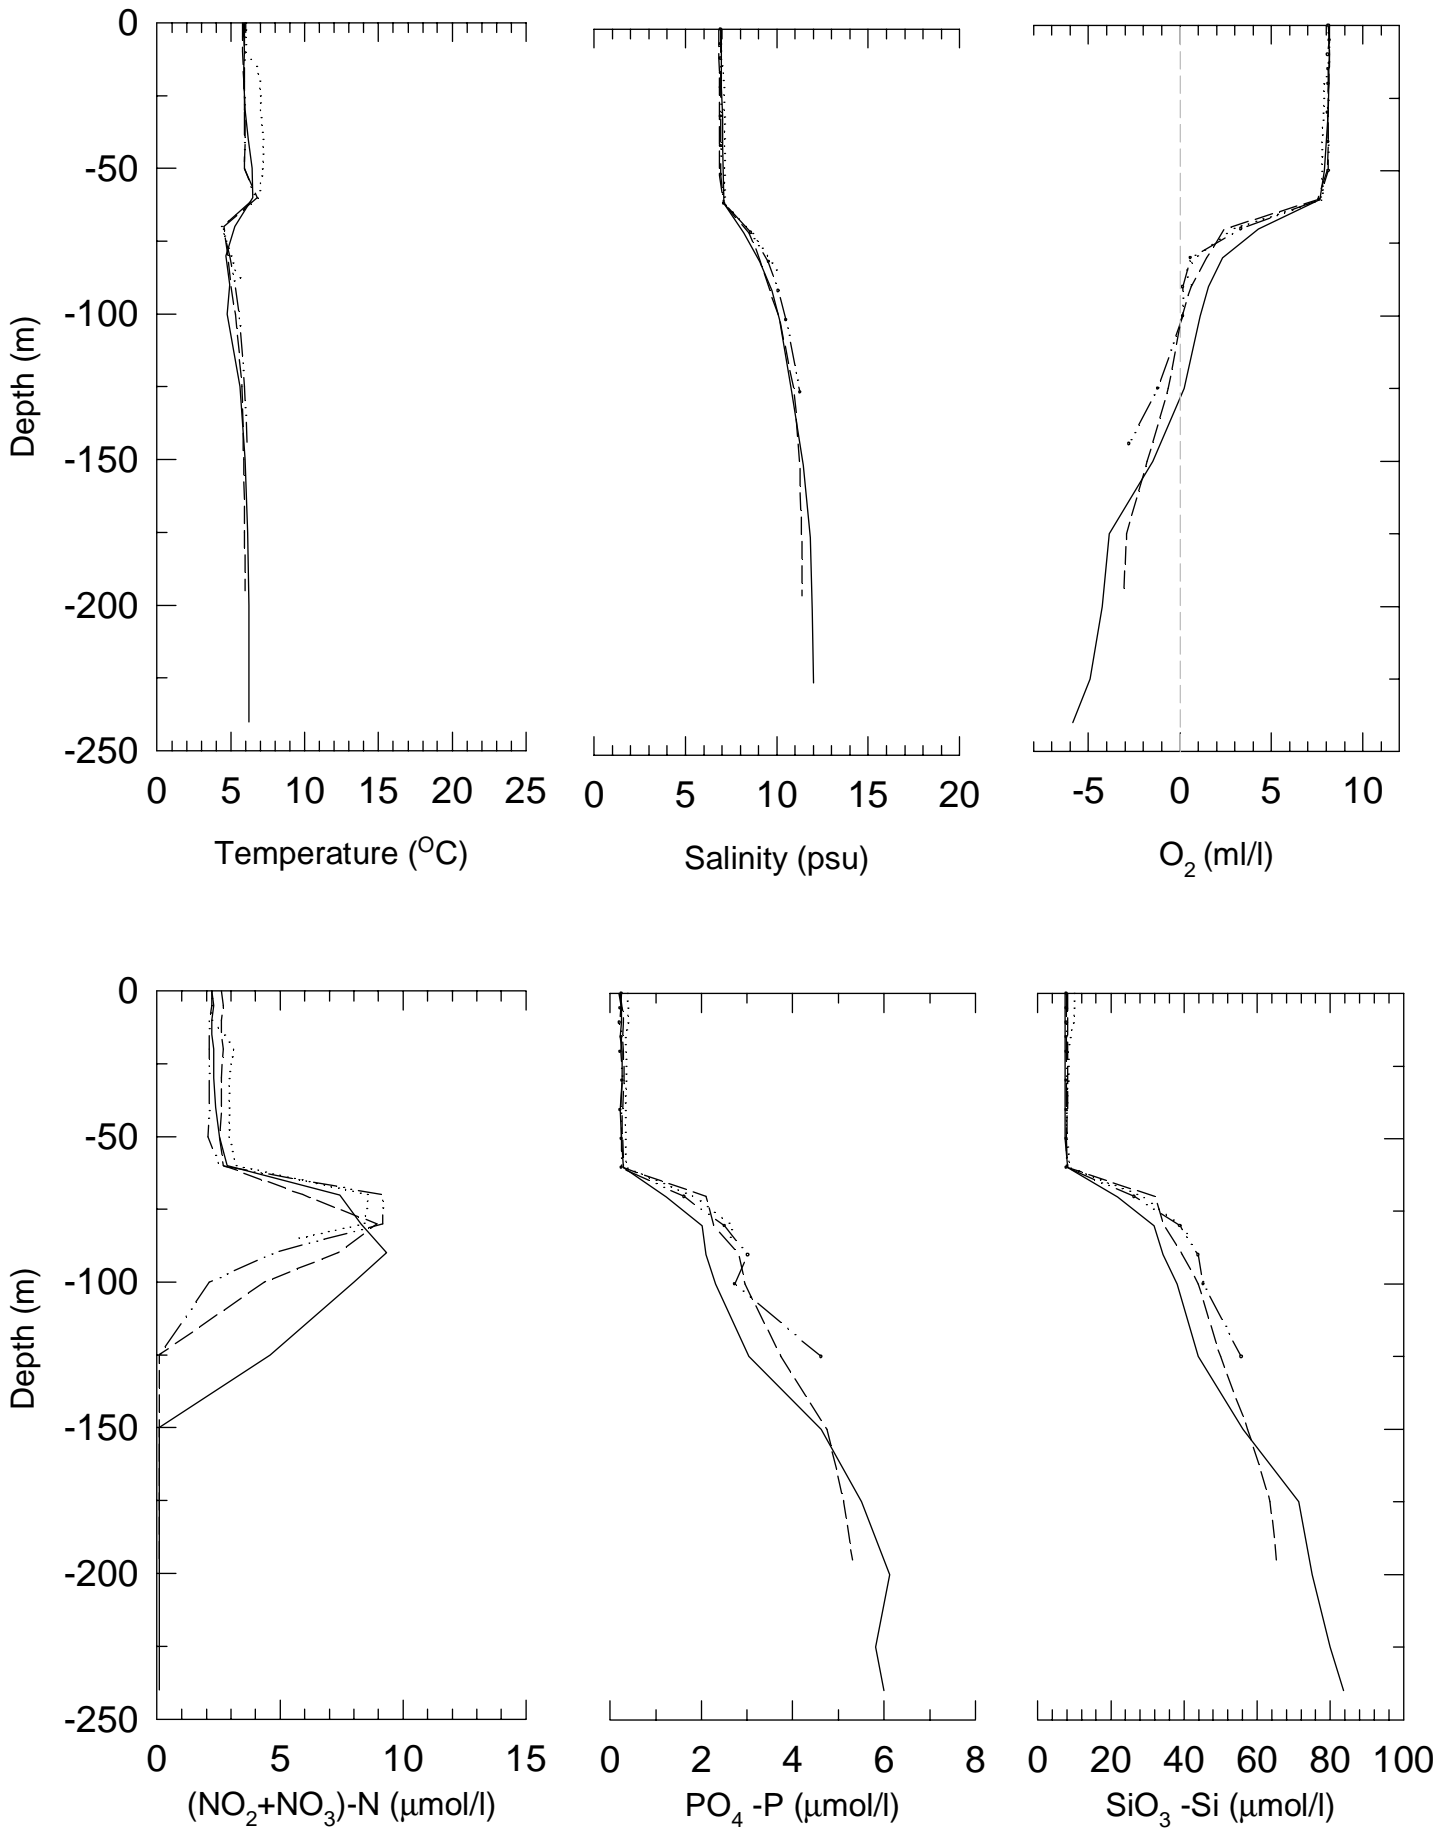 0
-50
-100
-150
-200
-250
Depth (m)
0 5 10 15 20 25
Temperature (OC)
0 5 10 15 20
Salinity (psu)
-5 0 5 10
O2 (ml/l)
0
-50
-100
-150
-200
-250
Depth (m)
0 5 10 15
(NO2+NO3)-N (μmol/l)
0 2 4 6 8
PO4 -P (μmol/l)
0 20 40 60 80 100
SiO3 -Si (μmol/l)